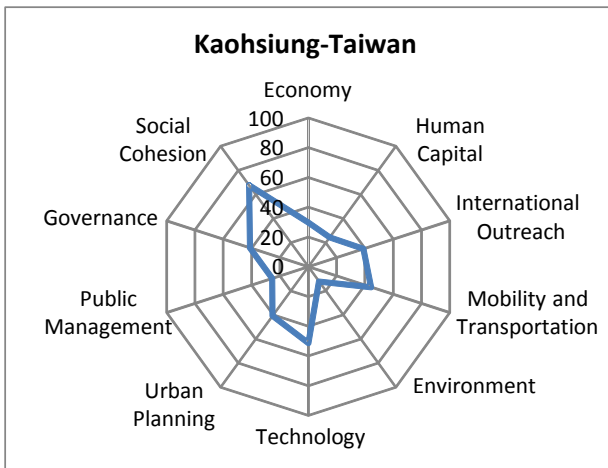 Kaohsiung-Taiwan
Economy
Human
Capital
International
Outreach
Mobility and
Transportation
Environment
Technology
Urban
Planning
Public
Management
Governance
Social
Cohesion
100
80
60
40
20
0